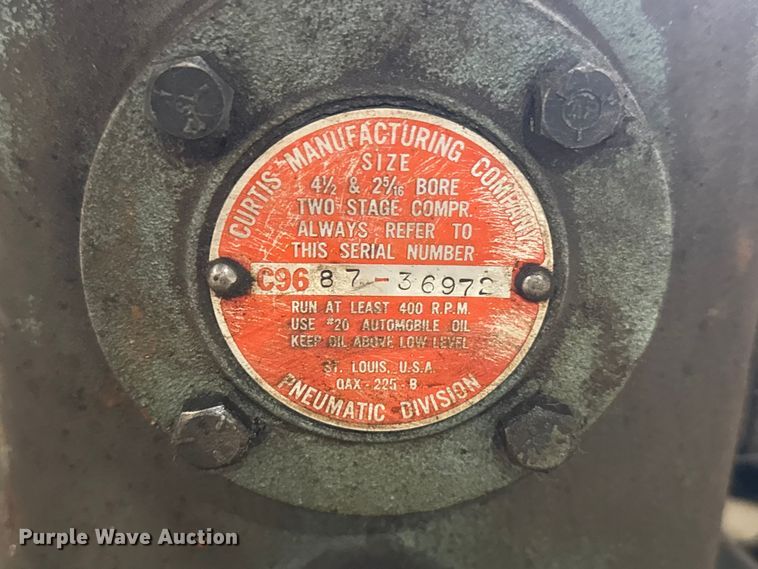 CURTIS MANUFACTURING COMPANY
SIZE
4½ & 2⁵⁄₁₆ BORE
TWO STAGE COMPR.
ALWAYS REFER TO
THIS SERIAL NUMBER
C96 87-36972
RUN AT LEAST 400 R.P.M.
USE #20 AUTOMOBILE OIL
KEEP OIL ABOVE LOW LEVEL
ST. LOUIS, U.S.A.
QAX-225-B
PNEUMATIC DIVISION
Purple Wave Auction